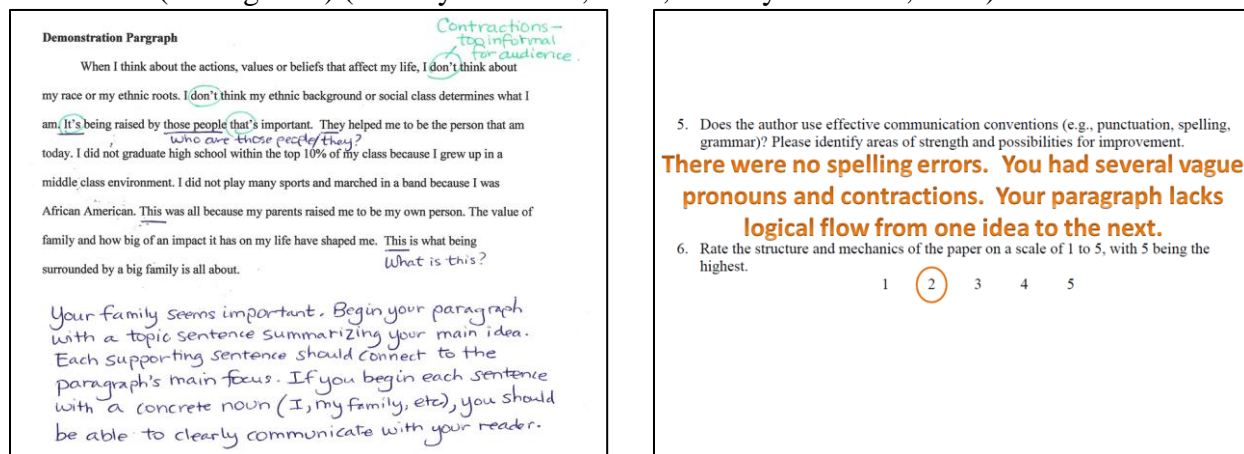 Contractions-
too informal
for audience.
Demonstration Pargraph
When I think about the actions, values or beliefs that affect my life, I don't think about
my race or my ethnic roots. I don't think my ethnic background or social class determines what I
am. It's being raised by those people that's important. They helped me to be the person that am
who are those people/they?
today. I did not graduate high school within the top 10% of my class because I grew up in a
middle class environment. I did not play many sports and marched in a band because I was
African American. This was all because my parents raised me to be my own person. The value of
family and how big of an impact it has on my life have shaped me. This is what being
What is this?
surrounded by a big family is all about.
Your family seems important. Begin your paragraph
with a topic sentence summarizing your main idea.
Each supporting sentence should connect to the
paragraph's main focus. If you begin each sentence
with a concrete noun (I, my family, etc), you should
be able to clearly communicate with your reader.
5. Does the author use effective communication conventions (e.g., punctuation, spelling,
grammar)? Please identify areas of strength and possibilities for improvement.
There were no spelling errors. You had several vague
pronouns and contractions. Your paragraph lacks
logical flow from one idea to the next.
6. Rate the structure and mechanics of the paper on a scale of 1 to 5, with 5 being the
highest.
1 2 3 4 5